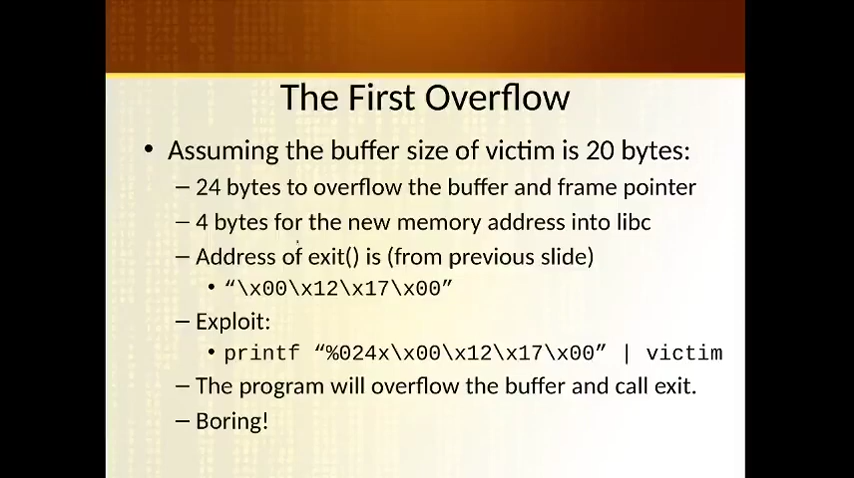 The First Overflow
• Assuming the buffer size of victim is 20 bytes:
– 24 bytes to overflow the buffer and frame pointer
– 4 bytes for the new memory address into libc
– Address of exit() is (from previous slide)
• “\x00\x12\x17\x00”
– Exploit:
• printf “%024x\x00\x12\x17\x00” | victim
– The program will overflow the buffer and call exit.
– Boring!